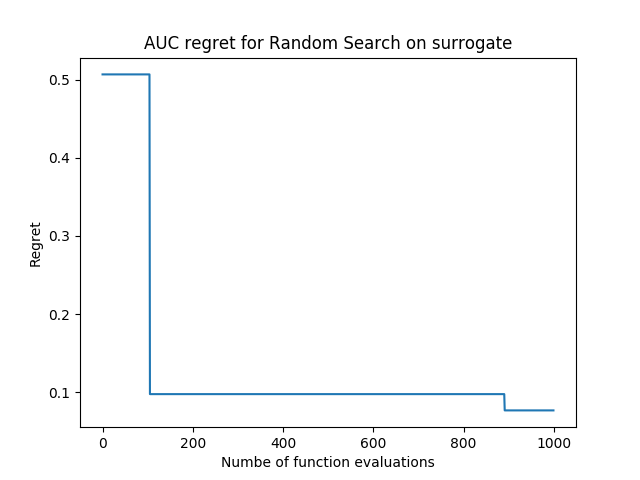 AUC regret for Random Search on surrogate
0.5
0.4
0.3
0.2
0.1
Regret
0 200 400 600 800 1000
Numbe of function evaluations